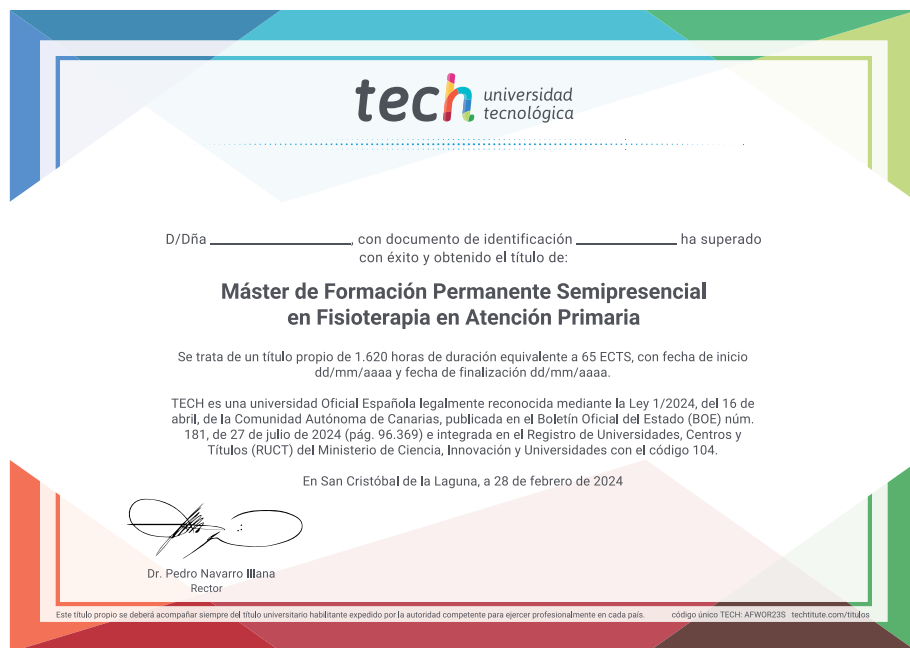 tech universidad
tecnológica
D/Dña ____________, con documento de identificación ____________ ha superado
con éxito y obtenido el título de:
Máster de Formación Permanente Semipresencial
en Fisioterapia en Atención Primaria
Se trata de un título propio de 1.620 horas de duración equivalente a 65 ECTS, con fecha de inicio
dd/mm/aaaa y fecha de finalización dd/mm/aaaa.
TECH es una universidad Oficial Española legalmente reconocida mediante la Ley 1/2024, del 16 de
abril, de la Comunidad Autónoma de Canarias, publicada en el Boletín Oficial del Estado (BOE) núm.
181, de 27 de julio de 2024 (pág. 96.369) e integrada en el Registro de Universidades, Centros y
Títulos (RUCT) del Ministerio de Ciencia, Innovación y Universidades con el código 104.
En San Cristóbal de la Laguna, a 28 de febrero de 2024
Dr. Pedro Navarro Illana
Rector
Este título propio se deberá acompañar siempre del título universitario habilitante expedido por la autoridad competente para ejercer profesionalmente en cada país. código único TECH: AFWOR23S techtitute.com/titulos